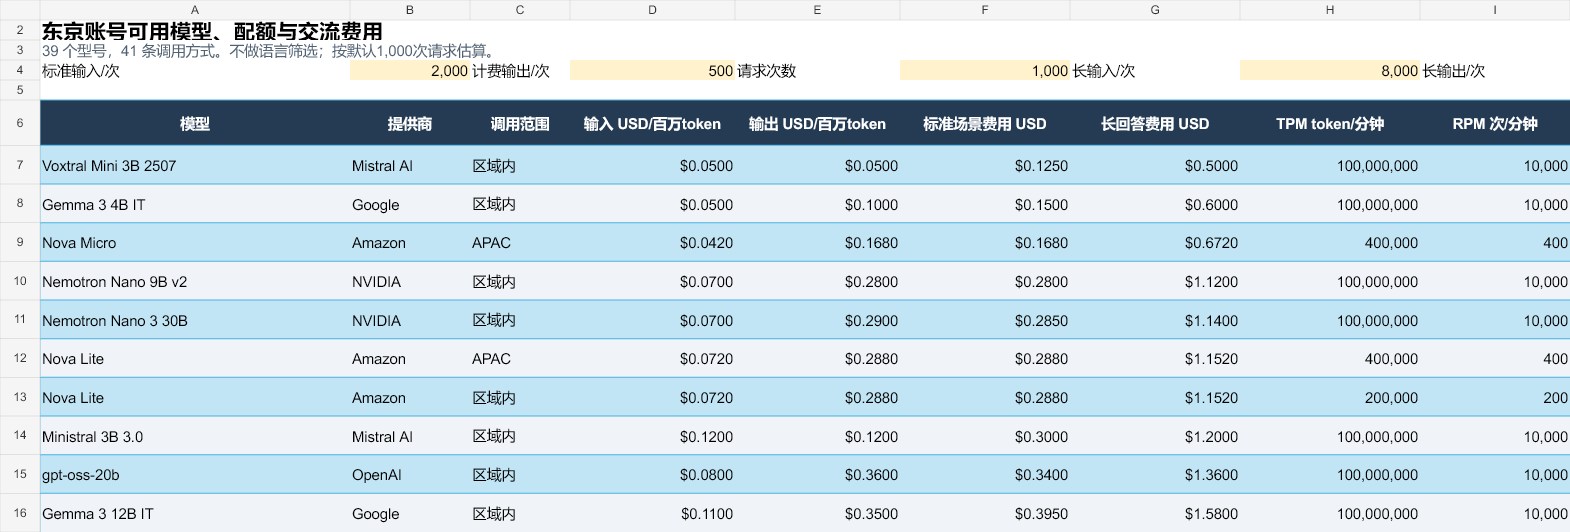 A B C D E F G H I
2 东京账号可用模型、配额与交流费用
3 39 个型号，41 条调用方式。不做语言筛选；按默认1,000次请求估算。
4 标准输入/次 2,000 计费输出/次 500 请求次数 1,000 长输入/次 8,000 长输出/次
5
6 模型 提供商 调用范围 输入 USD/百万token 输出 USD/百万token 标准场景费用 USD 长回答费用 USD TPM token/分钟 RPM 次/分钟
7 Voxtral Mini 3B 2507 Mistral AI 区域内 $0.0500 $0.0500 $0.1250 $0.5000 100,000,000 10,000
8 Gemma 3 4B IT Google 区域内 $0.0500 $0.1000 $0.1500 $0.6000 100,000,000 10,000
9 Nova Micro Amazon APAC $0.0420 $0.1680 $0.1680 $0.6720 400,000 400
10 Nemotron Nano 9B v2 NVIDIA 区域内 $0.0700 $0.2800 $0.2800 $1.1200 100,000,000 10,000
11 Nemotron Nano 3 30B NVIDIA 区域内 $0.0700 $0.2900 $0.2850 $1.1400 100,000,000 10,000
12 Nova Lite Amazon APAC $0.0720 $0.2880 $0.2880 $1.1520 400,000 400
13 Nova Lite Amazon 区域内 $0.0720 $0.2880 $0.2880 $1.1520 200,000 200
14 Ministral 3B 3.0 Mistral AI 区域内 $0.1200 $0.1200 $0.3000 $1.2000 100,000,000 10,000
15 gpt-oss-20b OpenAI 区域内 $0.0800 $0.3600 $0.3400 $1.3600 100,000,000 10,000
16 Gemma 3 12B IT Google 区域内 $0.1100 $0.3500 $0.3950 $1.5800 100,000,000 10,000